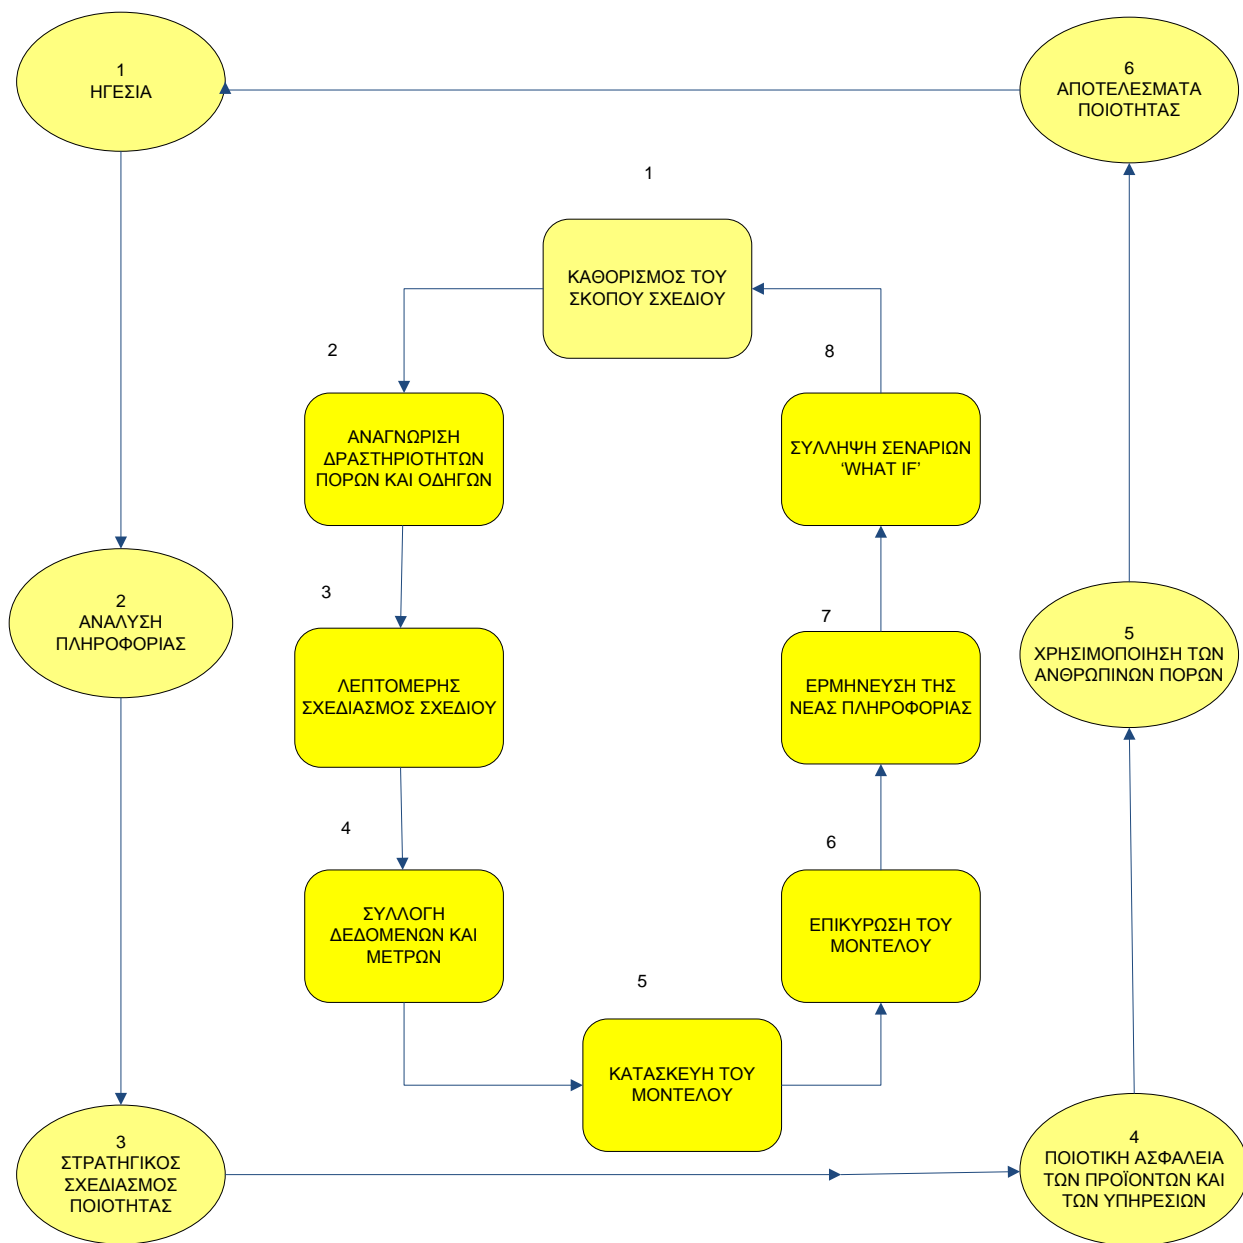 1
ΗΓΕΣΙΑ
6
ΑΠΟΤΕΛΕΣΜΑΤΑ
ΠΟΙΟΤΗΤΑΣ
1
ΚΑΘΟΡΙΣΜΟΣ ΤΟΥ
ΣΚΟΠΟΥ ΣΧΕΔΙΟΥ
2
ΑΝΑΓΝΩΡΙΣΗ
ΔΡΑΣΤΗΡΙΟΤΗΤΩΝ
ΠΟΡΩΝ ΚΑΙ ΟΔΗΓΩΝ
8
ΣΥΛΛΗΨΗ ΣΕΝΑΡΙΩΝ
‘WHAT IF’
2
ΑΝΑΛΥΣΗ
ΠΛΗΡΟΦΟΡΙΑΣ
3
ΛΕΠΤΟΜΕΡΗΣ
ΣΧΕΔΙΑΣΜΟΣ ΣΧΕΔΙΟΥ
7
ΕΡΜΗΝΕΥΣΗ ΤΗΣ
ΝΕΑΣ ΠΛΗΡΟΦΟΡΙΑΣ
5
ΧΡΗΣΙΜΟΠΟΙΗΣΗ ΤΩΝ
ΑΝΘΡΩΠΙΝΩΝ ΠΟΡΩΝ
4
ΣΥΛΛΟΓΗ
ΔΕΔΟΜΕΝΩΝ ΚΑΙ
ΜΕΤΡΩΝ
6
ΕΠΙΚΥΡΩΣΗ ΤΟΥ
ΜΟΝΤΕΛΟΥ
5
ΚΑΤΑΣΚΕΥΗ ΤΟΥ
ΜΟΝΤΕΛΟΥ
3
ΣΤΡΑΤΗΓΙΚΟΣ
ΣΧΕΔΙΑΣΜΟΣ
ΠΟΙΟΤΗΤΑΣ
4
ΠΟΙΟΤΙΚΗ ΑΣΦΑΛΕΙΑ
ΤΩΝ ΠΡΟΪΟΝΤΩΝ ΚΑΙ
ΤΩΝ ΥΠΗΡΕΣΙΩΝ